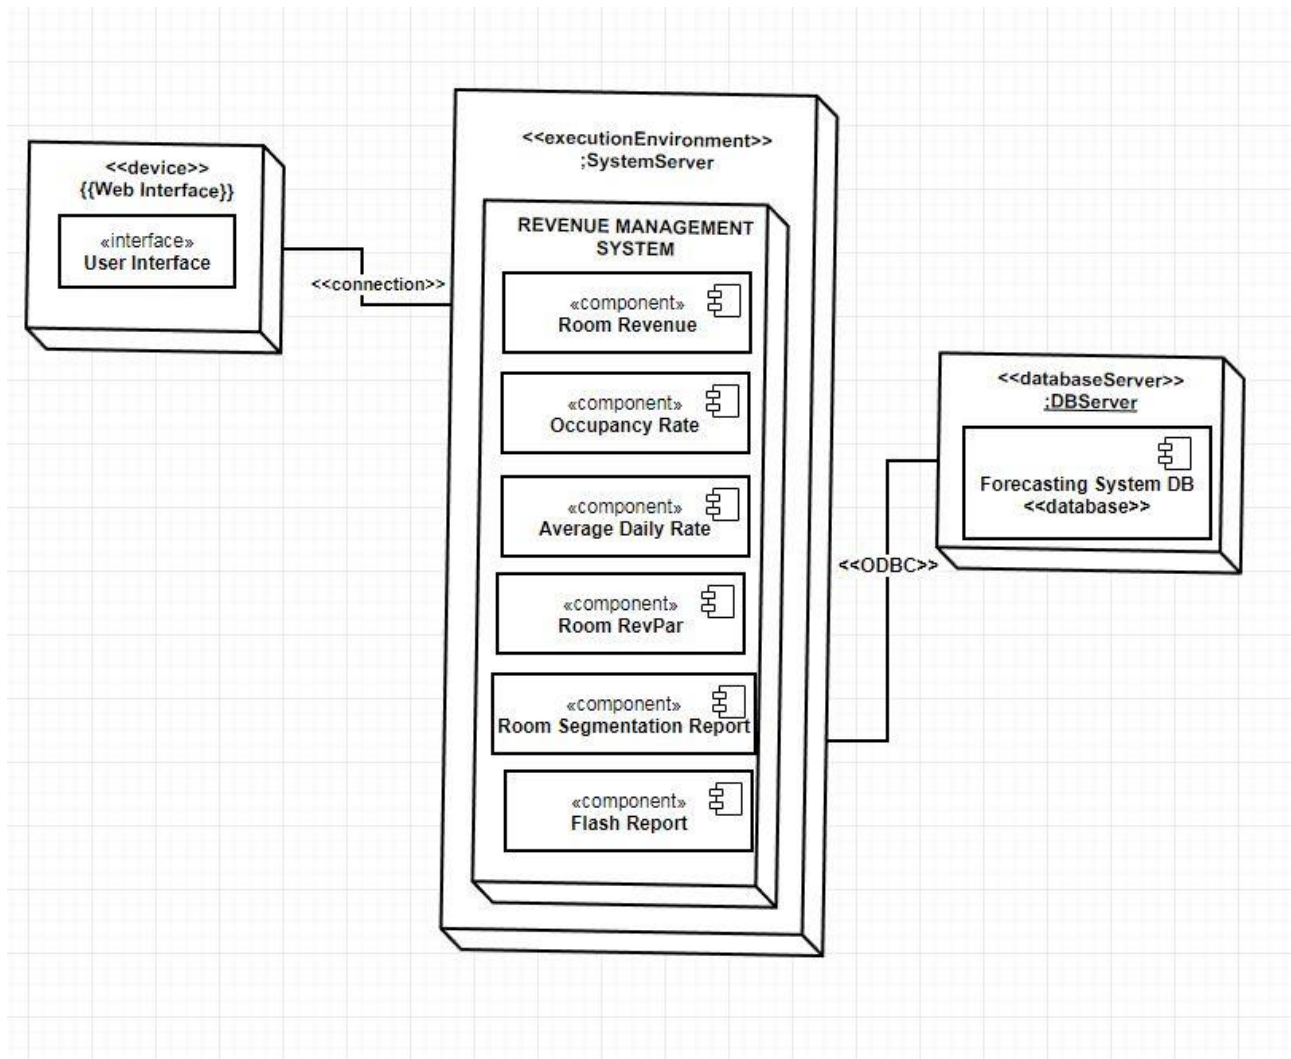 <<device>>
{{Web Interface}}
«interface»
User Interface
<<connection>>
<<executionEnvironment>>
;SystemServer
REVENUE MANAGEMENT
SYSTEM
«component»
Room Revenue
«component»
Occupancy Rate
«component»
Average Daily Rate
«component»
Room RevPar
«component»
Room Segmentation Report
«component»
Flash Report
<<ODBC>>
<<databaseServer>>
:DBServer
Forecasting System DB
<<database>>